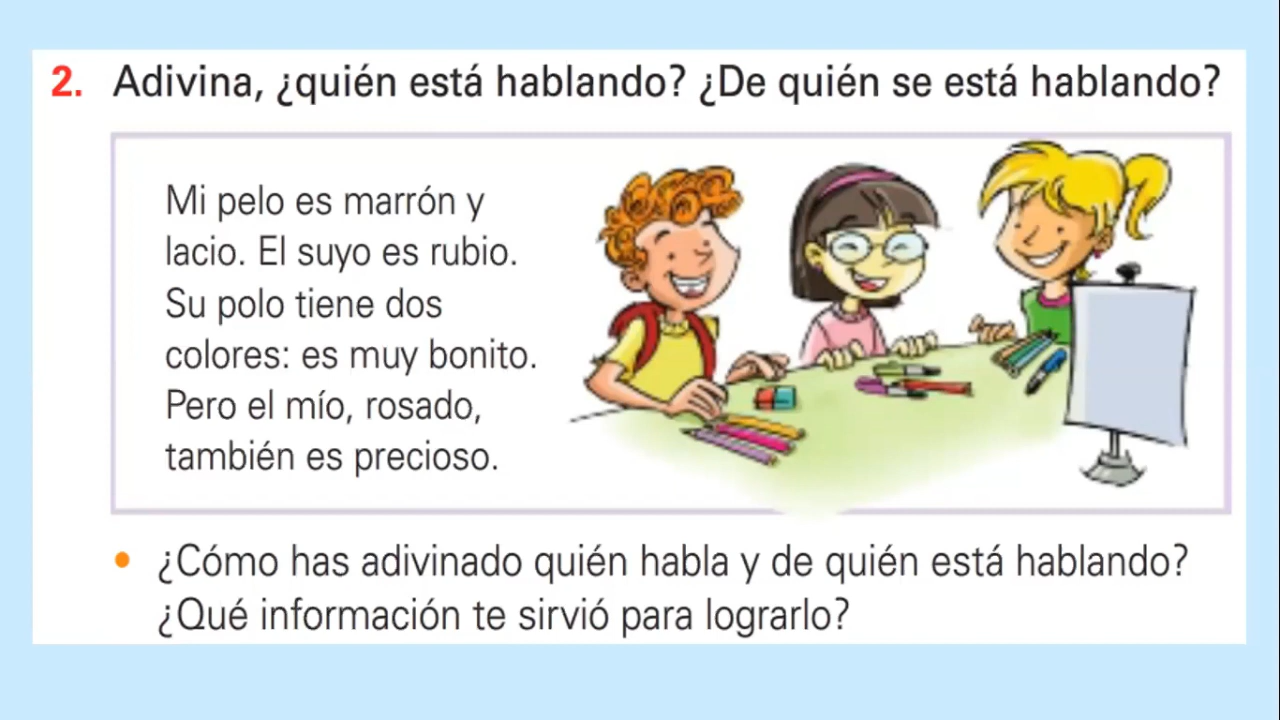 2. Adivina, ¿quién está hablando? ¿De quién se está hablando?
Mi pelo es marrón y
lacio. El suyo es rubio.
Su polo tiene dos
colores: es muy bonito.
Pero el mío, rosado,
también es precioso.
• ¿Cómo has adivinado quién habla y de quién está hablando?
¿Qué información te sirvió para lograrlo?